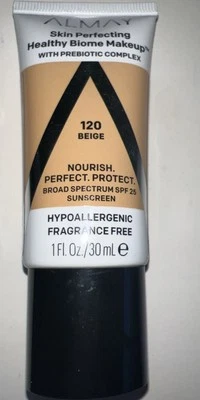 ALMAY
Skin Perfecting
Healthy Biome Makeup™
WITH PREBIOTIC COMPLEX
120
BEIGE
NOURISH.
PERFECT. PROTECT.
BROAD SPECTRUM SPF 25
SUNSCREEN
HYPOALLERGENIC
FRAGRANCE FREE
1 Fl. Oz./30 mL ℮